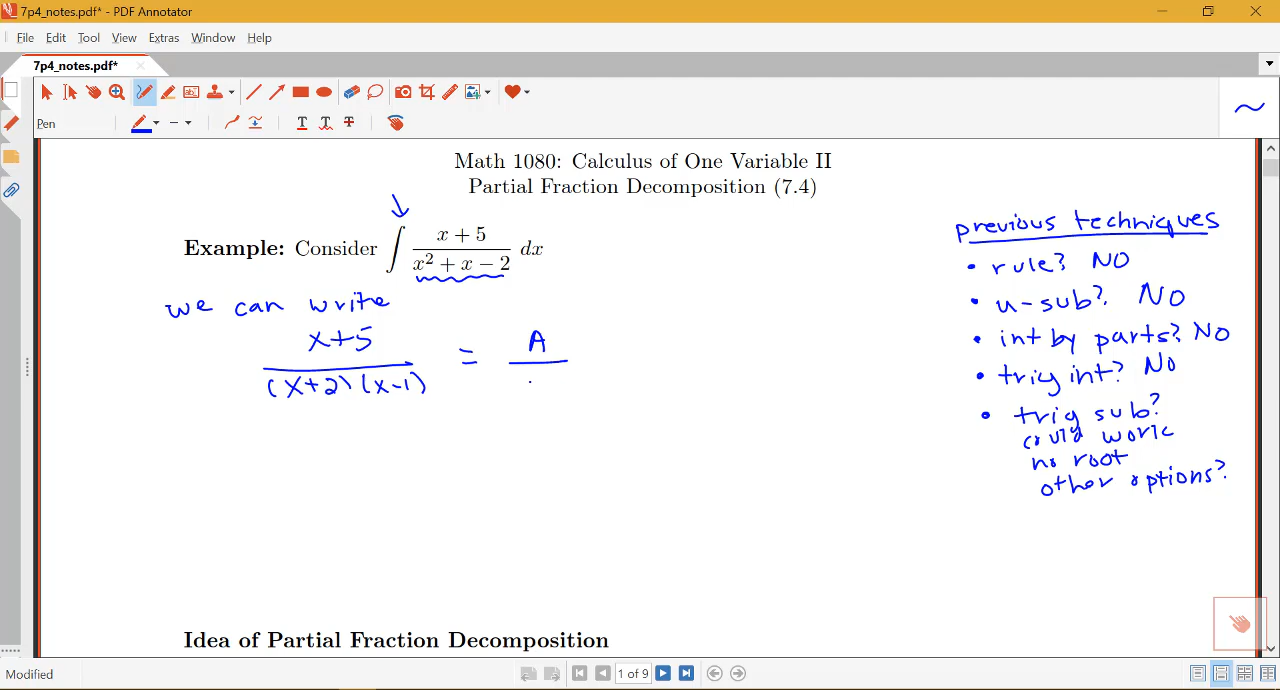 7p4_notes.pdf* - PDF Annotator
File Edit Tool View Extras Window Help
7p4_notes.pdf*
Pen
Math 1080: Calculus of One Variable II
Partial Fraction Decomposition (7.4)
Example: Consider ∫ (x + 5)/(x² + x − 2) dx
we can write
x+5
(x+2)(x-1)
= A
previous techniques
• rule? NO
• u-sub? NO
• int by parts? NO
• trig int? NO
• trig sub?
could work
no root
other options?
Idea of Partial Fraction Decomposition
Modified
1 of 9